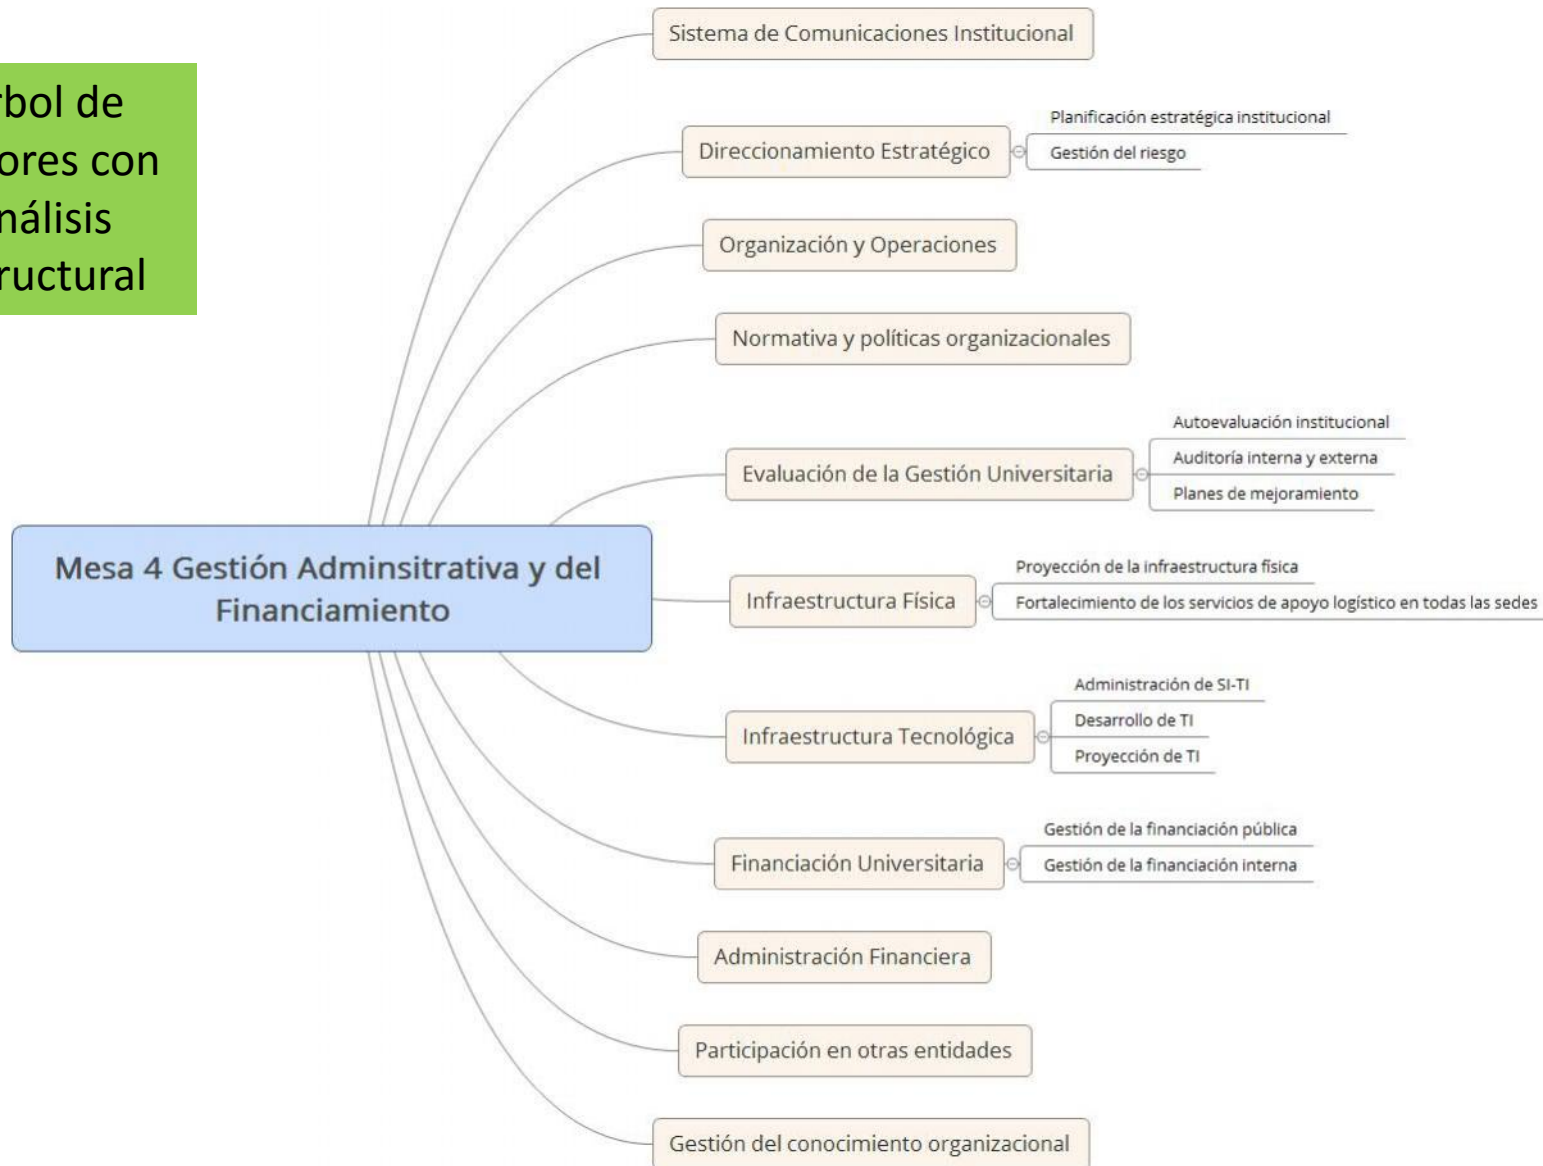 rbol de
ores con
nálisis
ructural
Sistema de Comunicaciones Institucional
Direccionamiento Estratégico
Planificación estratégica institucional
Gestión del riesgo
Organización y Operaciones
Normativa y políticas organizacionales
Evaluación de la Gestión Universitaria
Autoevaluación institucional
Auditoría interna y externa
Planes de mejoramiento
Mesa 4 Gestión Adminsitrativa y del
Financiamiento
Infraestructura Física
Proyección de la infraestructura física
Fortalecimiento de los servicios de apoyo logístico en todas las sedes
Infraestructura Tecnológica
Administración de SI-TI
Desarrollo de TI
Proyección de TI
Financiación Universitaria
Gestión de la financiación pública
Gestión de la financiación interna
Administración Financiera
Participación en otras entidades
Gestión del conocimiento organizacional